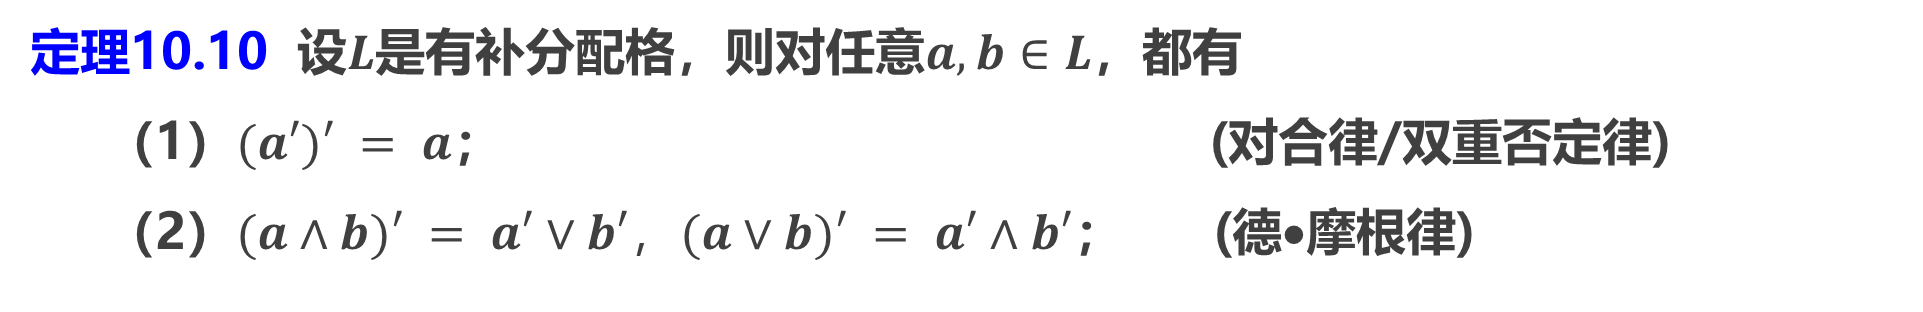 定理10.10 设L是有补分配格，则对任意a, b ∈ L，都有
(1) (a′)′ = a； (对合律/双重否定律)
(2) (a ∧ b)′ = a′ ∨ b′，(a ∨ b)′ = a′ ∧ b′； (德•摩根律)